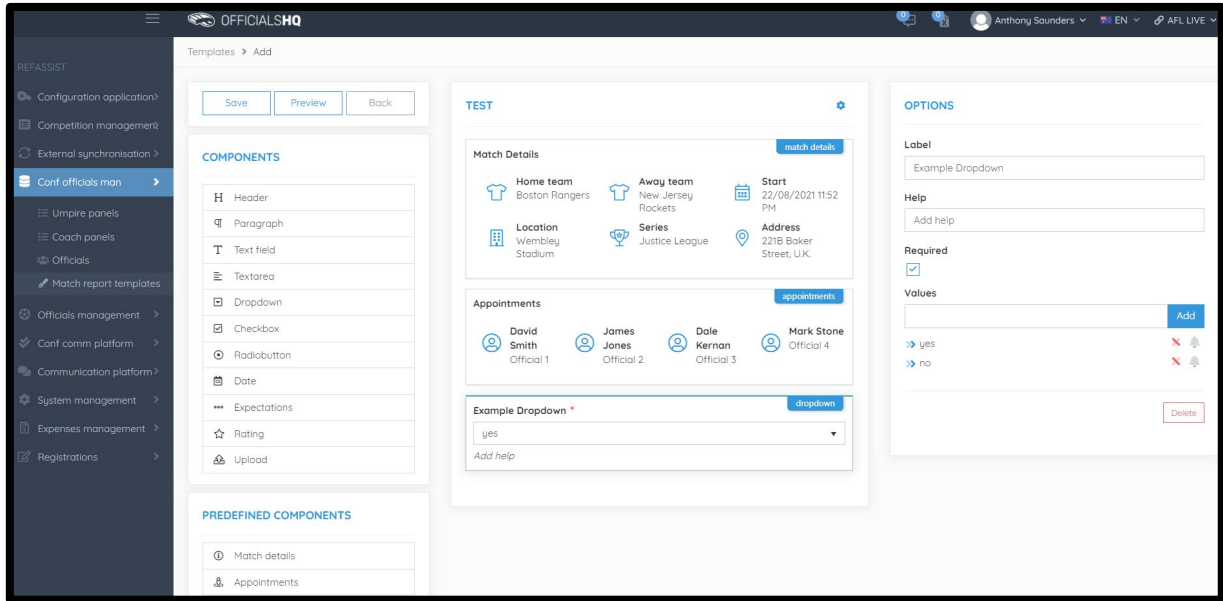 OFFICIALSHQ
0
0
Anthony Saunders
EN
AFL LIVE
Templates > Add
REFASSIST
Configuration application
Competition management
External synchronisation
Conf officials man
Umpire panels
Coach panels
Officials
Match report templates
Officials management
Conf comm platform
Communication platform
System management
Expenses management
Registrations
Save
Preview
Back
COMPONENTS
H Header
Paragraph
T Text field
Textarea
Dropdown
Checkbox
Radiobutton
Date
Expectations
Rating
Upload
PREDEFINED COMPONENTS
Match details
Appointments
TEST
match details
Match Details
Home team
Boston Rangers
Away team
New Jersey
Rockets
Start
22/08/2021 11:52
PM
Location
Wembley
Stadium
Series
Justice League
Address
221B Baker
Street, U.K.
appointments
Appointments
David
Smith
Official 1
James
Jones
Official 2
Dale
Kernan
Official 3
Mark Stone
Official 4
dropdown
Example Dropdown *
yes
Add help
OPTIONS
Label
Example Dropdown
Help
Add help
Required
Values
Add
yes
no
Delete